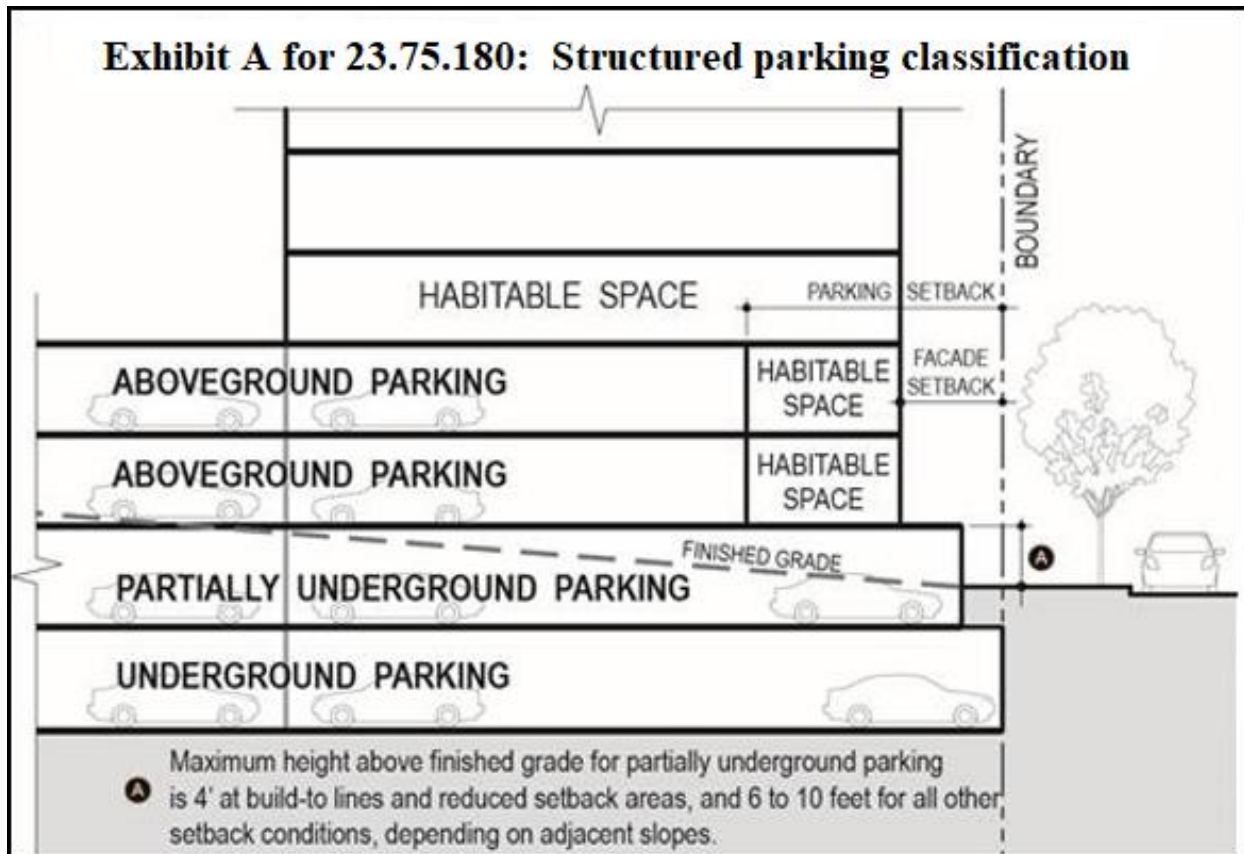 Exhibit A for 23.75.180: Structured parking classification
BOUNDARY
HABITABLE SPACE
PARKING SETBACK
ABOVEGROUND PARKING
HABITABLE
SPACE
FACADE
SETBACK
ABOVEGROUND PARKING
HABITABLE
SPACE
FINISHED GRADE
A
PARTIALLY UNDERGROUND PARKING
UNDERGROUND PARKING
A
Maximum height above finished grade for partially underground parking
is 4' at build-to lines and reduced setback areas, and 6 to 10 feet for all other
setback conditions, depending on adjacent slopes.